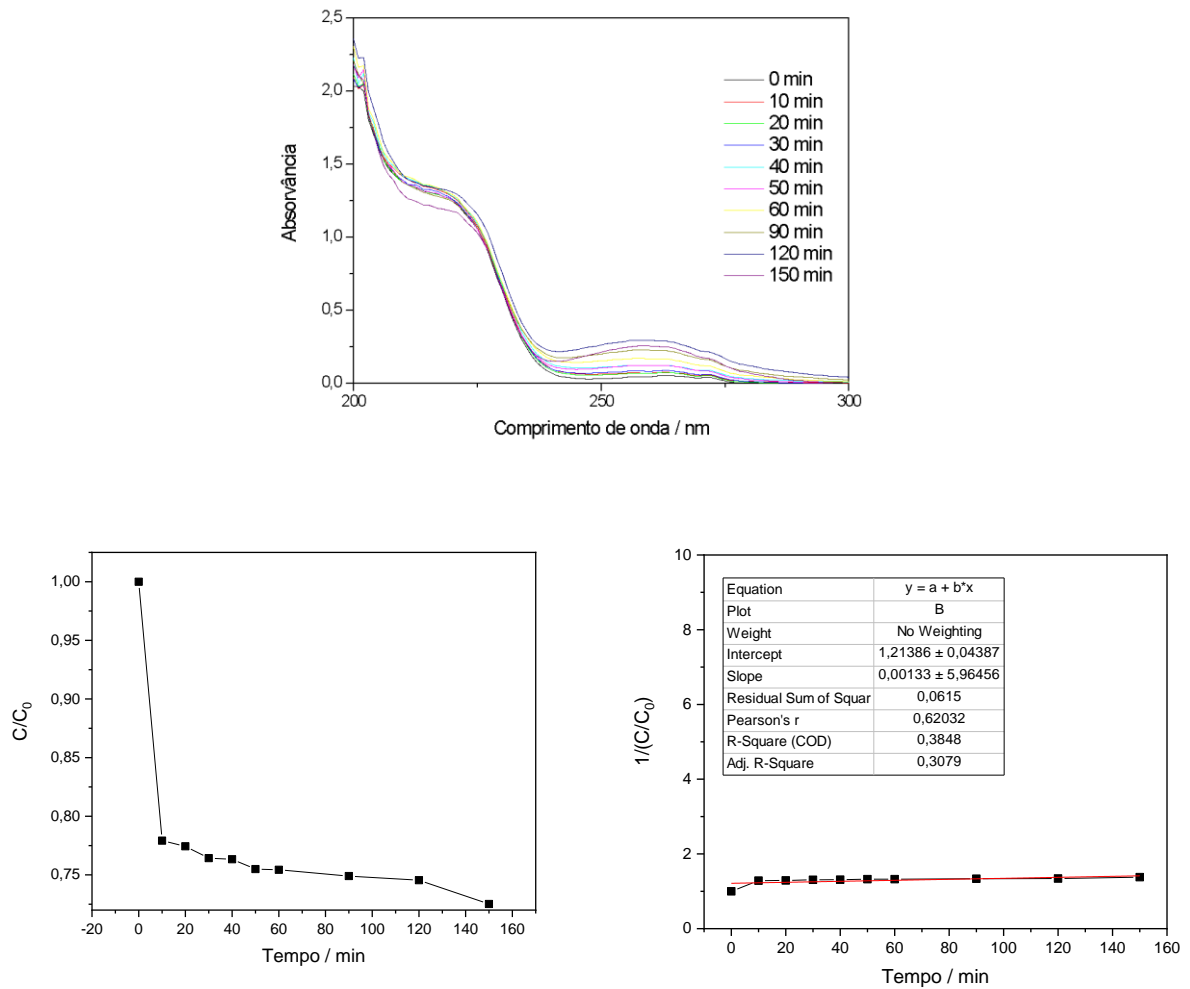 2,5
2,0
1,5
1,0
0,5
0,0
Absorvância
0 min
10 min
20 min
30 min
40 min
50 min
60 min
90 min
120 min
150 min
200
250
300
Comprimento de onda / nm
1,00
0,95
0,90
0,85
0,80
0,75
C/C₀
-20 0 20 40 60 80 100 120 140 160
Tempo / min
10
8
6
4
2
0
1/(C/C₀)
Equation y = a + b*x
Plot B
Weight No Weighting
Intercept 1,21386 ± 0,04387
Slope 0,00133 ± 5,96456
Residual Sum of Squar 0,0615
Pearson's r 0,62032
R-Square (COD) 0,3848
Adj. R-Square 0,3079
0 20 40 60 80 100 120 140 160
Tempo / min